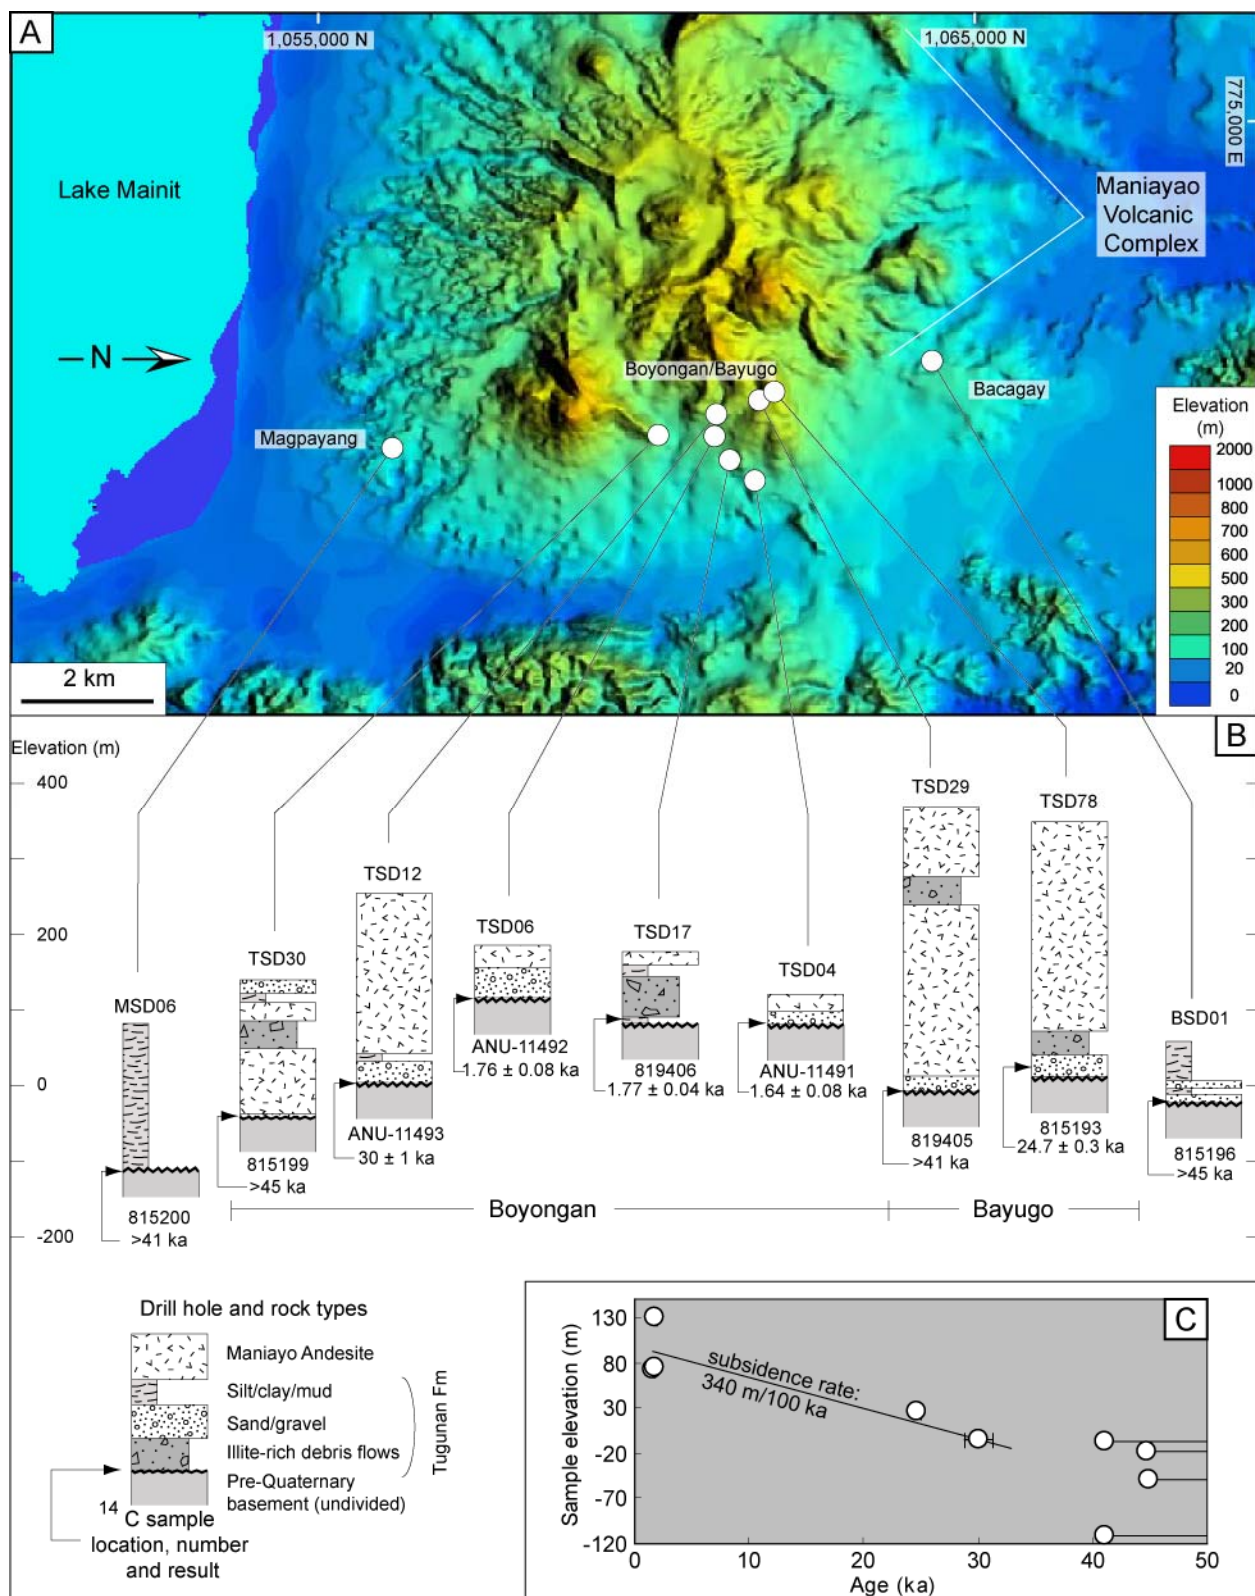 A
1,055,000 N
1,065,000 N
775,000 E
Lake Mainit
Maniayao
Volcanic
Complex
N
Boyongan/Bayugo
Bacagay
Magpayang
Elevation
(m)
2000
1000
800
700
600
500
300
200
100
20
0
2 km
B
Elevation (m)
400
200
0
-200
MSD06
815200
>41 ka
TSD30
815199
>45 ka
TSD12
ANU-11493
30 ± 1 ka
TSD06
ANU-11492
1.76 ± 0.08 ka
TSD17
819406
1.77 ± 0.04 ka
TSD04
ANU-11491
1.64 ± 0.08 ka
TSD29
819405
>41 ka
TSD78
815193
24.7 ± 0.3 ka
BSD01
815196
>45 ka
Boyongan
Bayugo
Drill hole and rock types
Maniayo Andesite
Silt/clay/mud
Sand/gravel
Illite-rich debris flows
Tugunan Fm
Pre-Quaternary
basement (undivided)
14
C sample
location, number
and result
C
Sample elevation (m)
130
80
30
-20
-70
-120
subsidence rate:
340 m/100 ka
0
10
20
30
40
50
Age (ka)